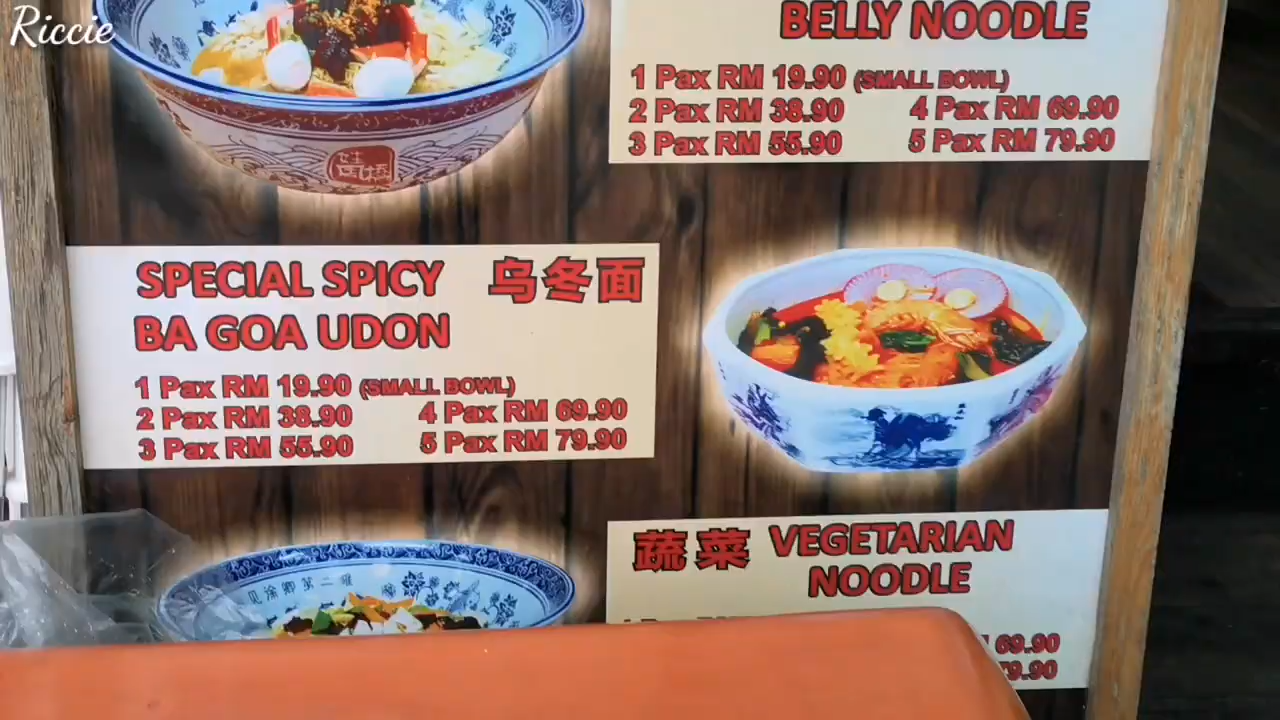 Riccie
BELLY NOODLE
1 Pax RM 19.90 (SMALL BOWL)
2 Pax RM 38.90 4 Pax RM 69.90
3 Pax RM 55.90 5 Pax RM 79.90
SPECIAL SPICY 乌冬面
BA GOA UDON
1 Pax RM 19.90 (SMALL BOWL)
2 Pax RM 38.90 4 Pax RM 69.90
3 Pax RM 55.90 5 Pax RM 79.90
蔬菜 VEGETARIAN
NOODLE
69.90
79.90